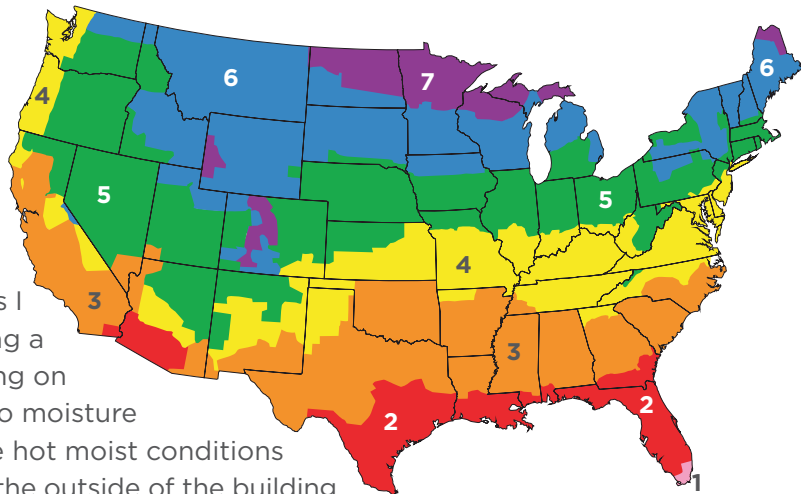 6
7
6
4
5
5
4
3
3
2
2
1
s I
ng a
ng on
o moisture
e hot moist conditions
the outside of the building